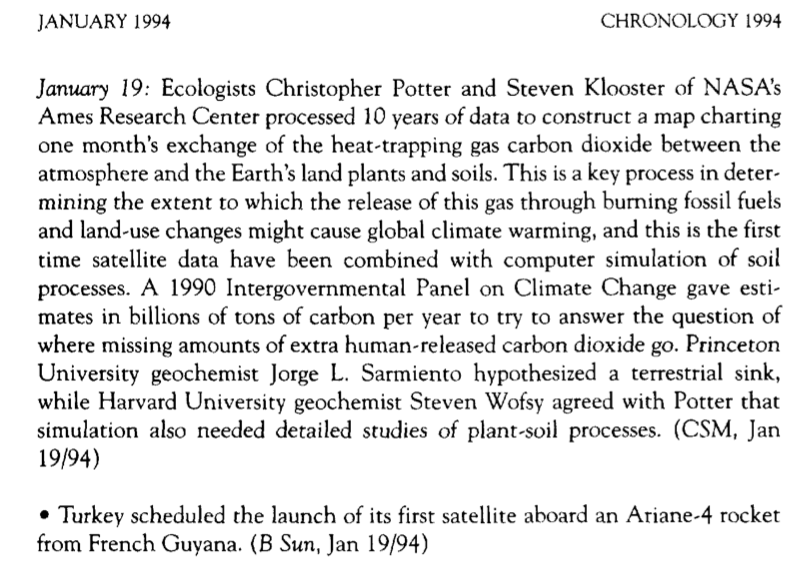 JANUARY 1994 CHRONOLOGY 1994
January 19: Ecologists Christopher Potter and Steven Klooster of NASA's
Ames Research Center processed 10 years of data to construct a map charting
one month's exchange of the heat-trapping gas carbon dioxide between the
atmosphere and the Earth's land plants and soils. This is a key process in deter-
mining the extent to which the release of this gas through burning fossil fuels
and land-use changes might cause global climate warming, and this is the first
time satellite data have been combined with computer simulation of soil
processes. A 1990 Intergovernmental Panel on Climate Change gave esti-
mates in billions of tons of carbon per year to try to answer the question of
where missing amounts of extra human-released carbon dioxide go. Princeton
University geochemist Jorge L. Sarmiento hypothesized a terrestrial sink,
while Harvard University geochemist Steven Wofsy agreed with Potter that
simulation also needed detailed studies of plant-soil processes. (CSM, Jan
19/94)
• Turkey scheduled the launch of its first satellite aboard an Ariane-4 rocket
from French Guyana. (B Sun, Jan 19/94)